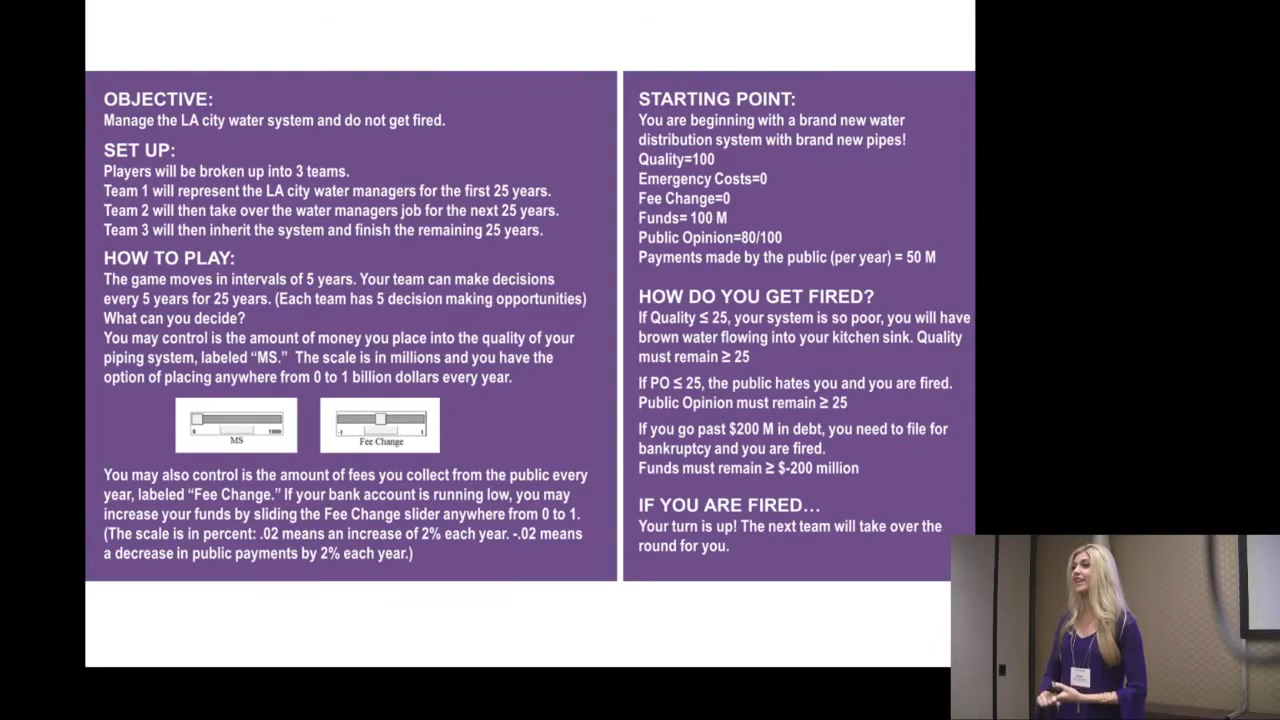 OBJECTIVE:
Manage the LA city water system and do not get fired.
SET UP:
Players will be broken up into 3 teams.
Team 1 will represent the LA city water managers for the first 25 years.
Team 2 will then take over the water managers job for the next 25 years.
Team 3 will then inherit the system and finish the remaining 25 years.
HOW TO PLAY:
The game moves in intervals of 5 years. Your team can make decisions
every 5 years for 25 years. (Each team has 5 decision making opportunities)
What can you decide?
You may control is the amount of money you place into the quality of your
piping system, labeled “MS.” The scale is in millions and you have the
option of placing anywhere from 0 to 1 billion dollars every year.
0 1000
MS
-1 1
Fee Change
You may also control is the amount of fees you collect from the public every
year, labeled “Fee Change.” If your bank account is running low, you may
increase your funds by sliding the Fee Change slider anywhere from 0 to 1.
(The scale is in percent: .02 means an increase of 2% each year. -.02 means
a decrease in public payments by 2% each year.)
STARTING POINT:
You are beginning with a brand new water
distribution system with brand new pipes!
Quality=100
Emergency Costs=0
Fee Change=0
Funds= 100 M
Public Opinion=80/100
Payments made by the public (per year) = 50 M
HOW DO YOU GET FIRED?
If Quality ≤ 25, your system is so poor, you will have
brown water flowing into your kitchen sink. Quality
must remain ≥ 25
If PO ≤ 25, the public hates you and you are fired.
Public Opinion must remain ≥ 25
If you go past $200 M in debt, you need to file for
bankruptcy and you are fired.
Funds must remain ≥ $-200 million
IF YOU ARE FIRED…
Your turn is up! The next team will take over the
round for you.